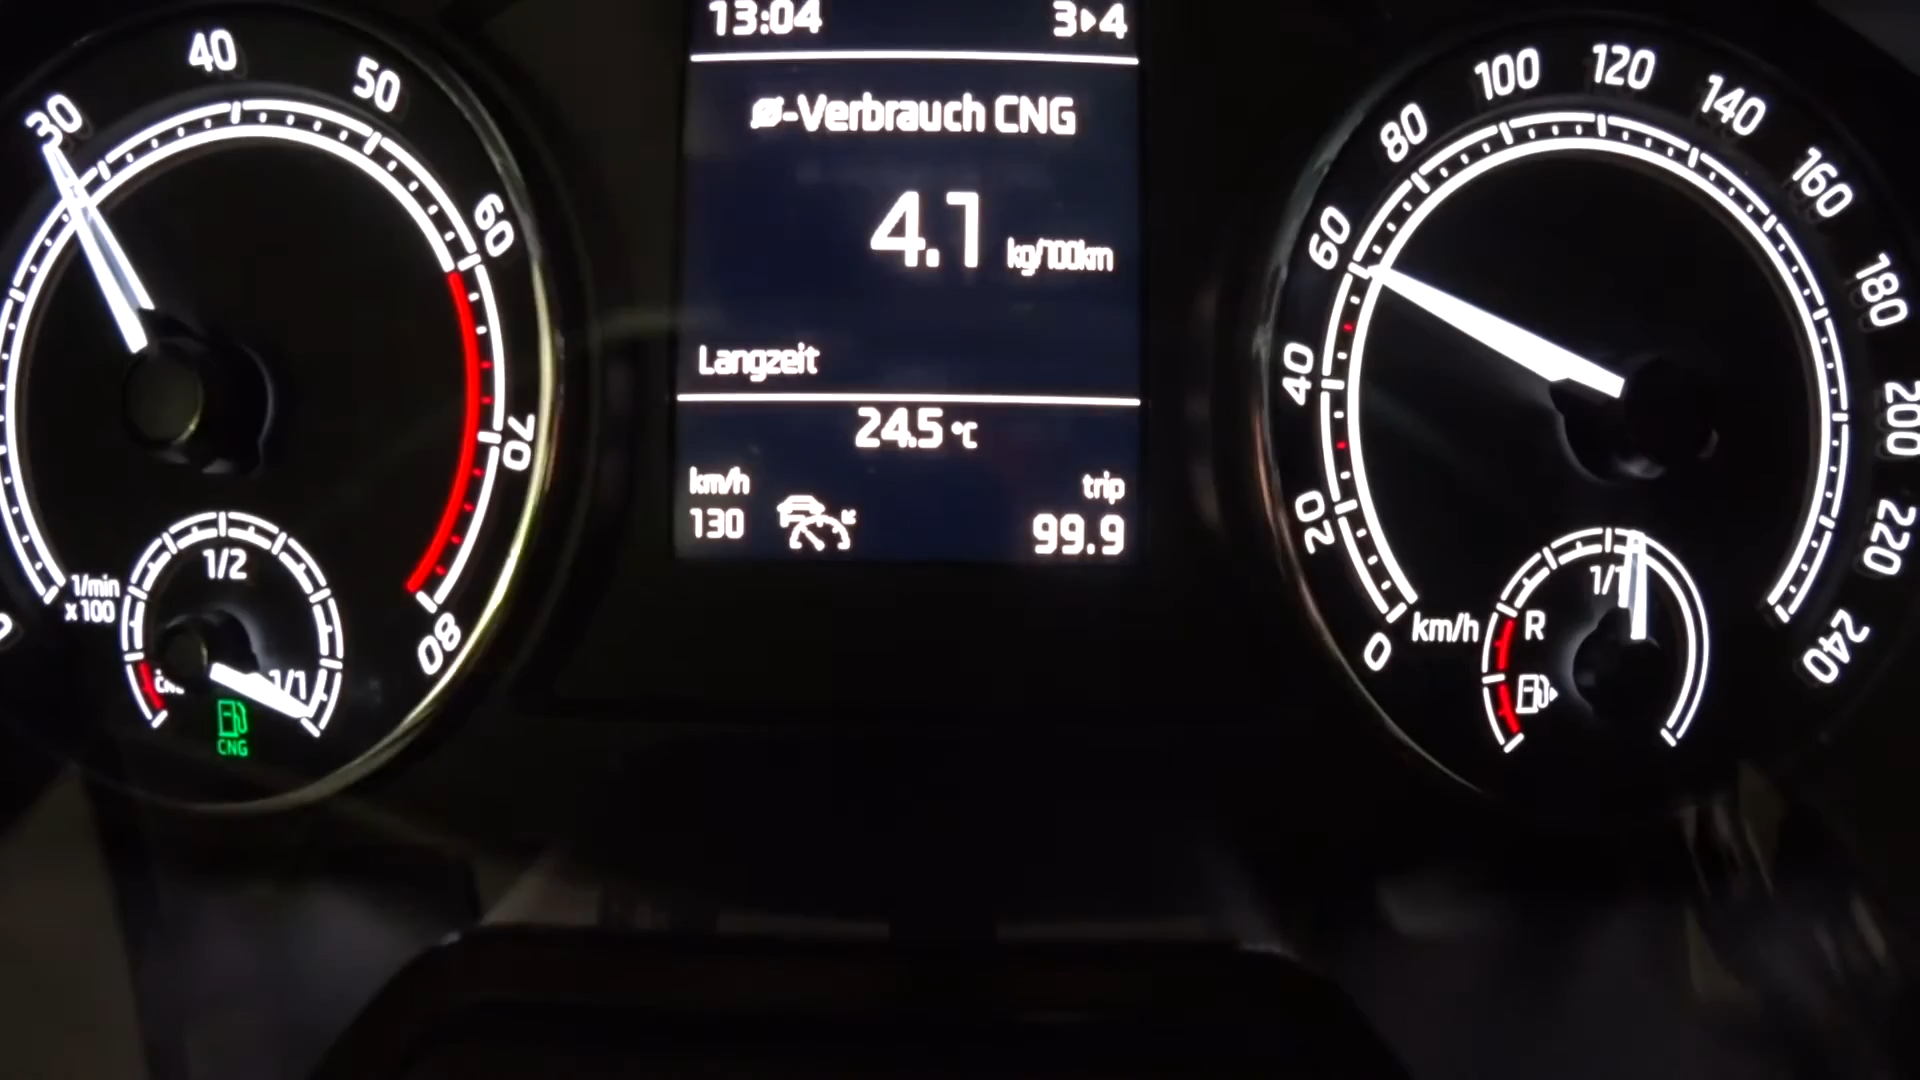 30
40
50
60
70
80
1/min
x 100
1/2
1/1
CNG
CNG
13:04
3▸4
ø-Verbrauch CNG
4.1 kg/100km
Langzeit
24.5 °C
km/h
130
trip
99.9
0
20
40
60
80
100
120
140
160
180
200
220
240
km/h
R
1/1